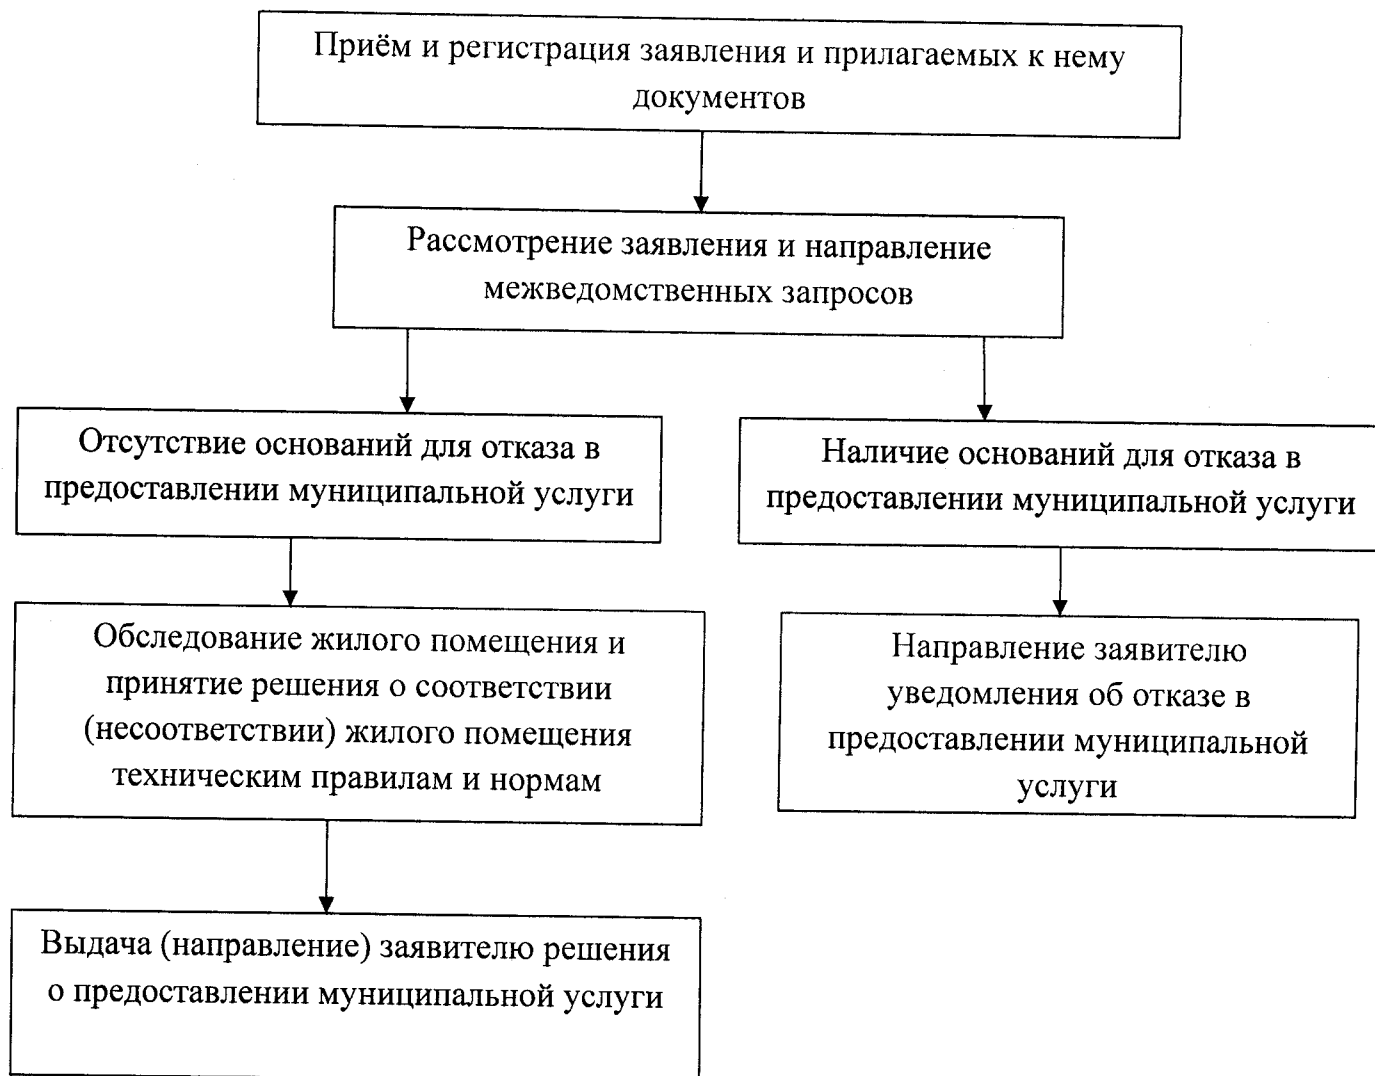 Приём и регистрация заявления и прилагаемых к нему
документов
Рассмотрение заявления и направление
межведомственных запросов
Отсутствие оснований для отказа в
предоставлении муниципальной услуги
Наличие оснований для отказа в
предоставлении муниципальной услуги
Обследование жилого помещения и
принятие решения о соответствии
(несоответствии) жилого помещения
техническим правилам и нормам
Направление заявителю
уведомления об отказе в
предоставлении муниципальной
услуги
Выдача (направление) заявителю решения
о предоставлении муниципальной услуги